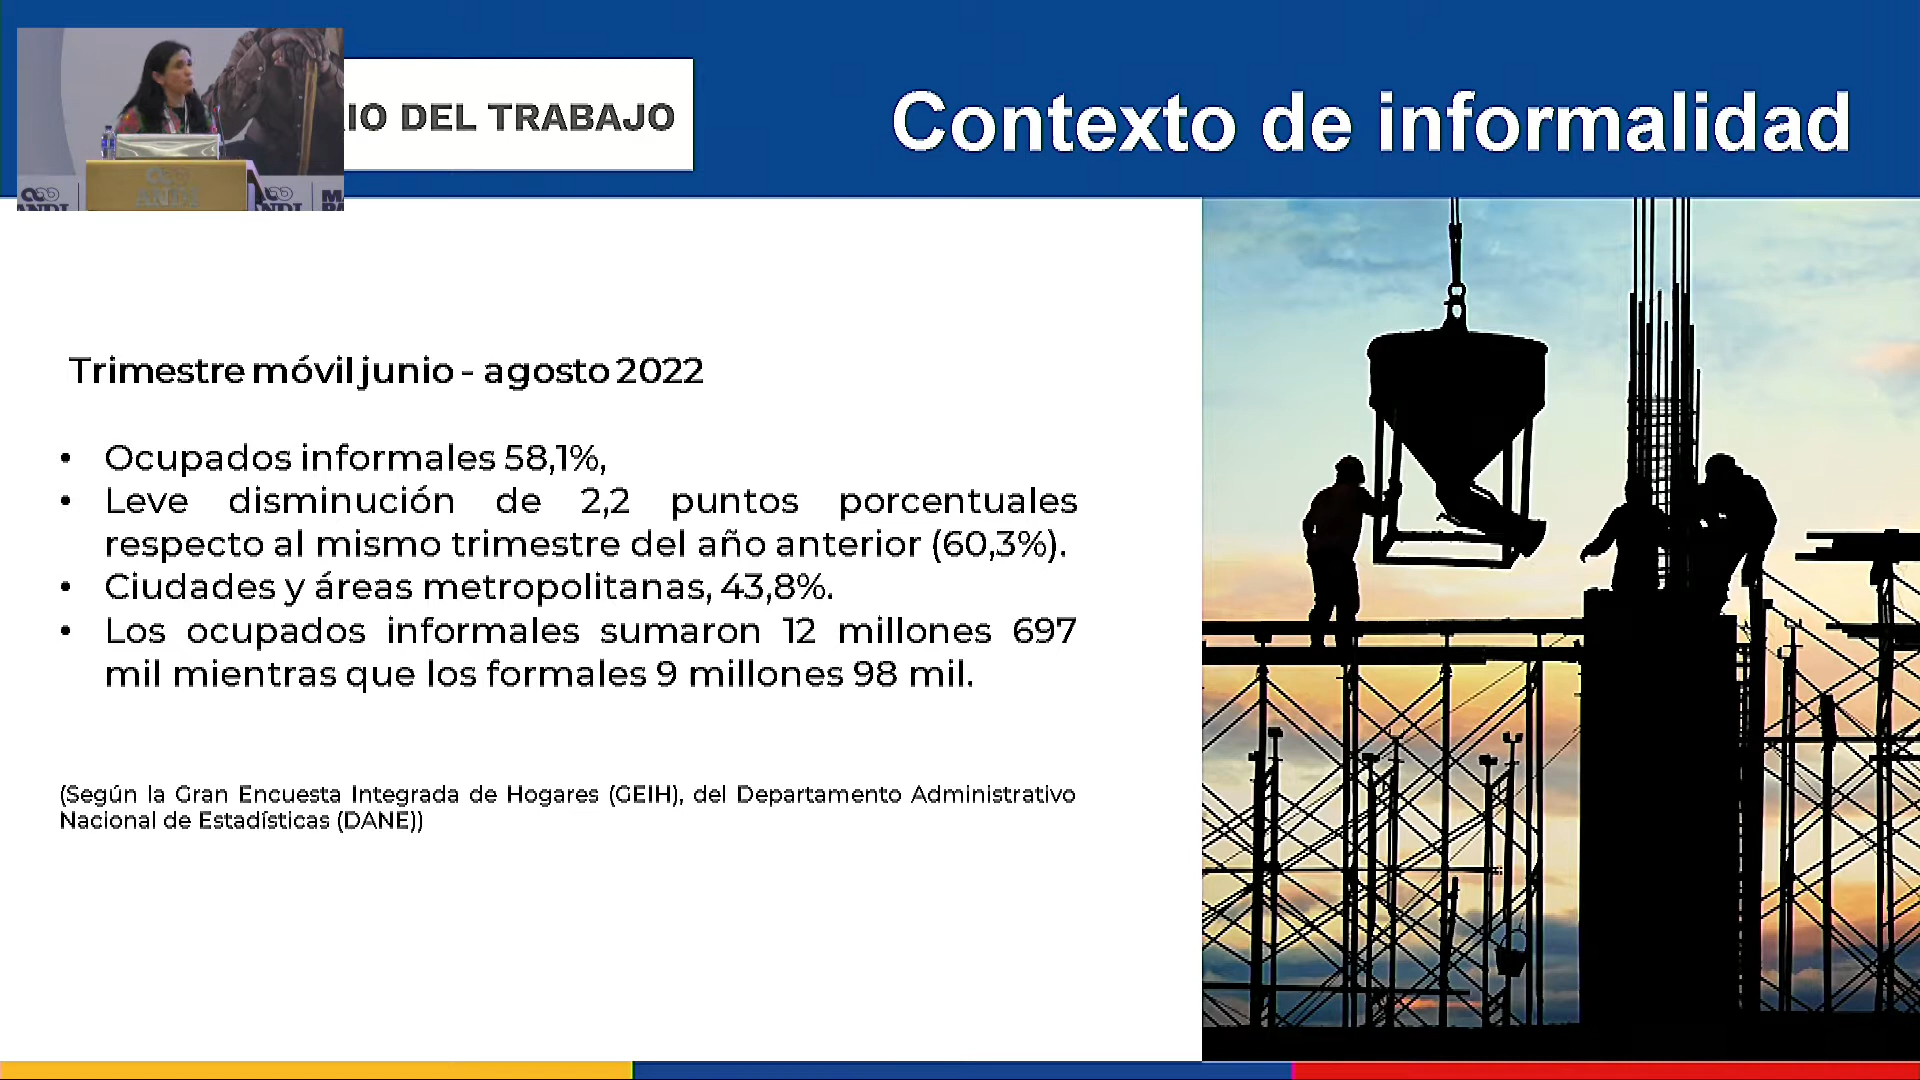 IO DEL TRABAJO
Contexto de informalidad
ANDI
ANDI
ANDI
Trimestre móvil junio - agosto 2022
• Ocupados informales 58,1%,
• Leve disminución de 2,2 puntos porcentuales
respecto al mismo trimestre del año anterior (60,3%).
• Ciudades y áreas metropolitanas, 43,8%.
• Los ocupados informales sumaron 12 millones 697
mil mientras que los formales 9 millones 98 mil.
(Según la Gran Encuesta Integrada de Hogares (GEIH), del Departamento Administrativo
Nacional de Estadísticas (DANE))